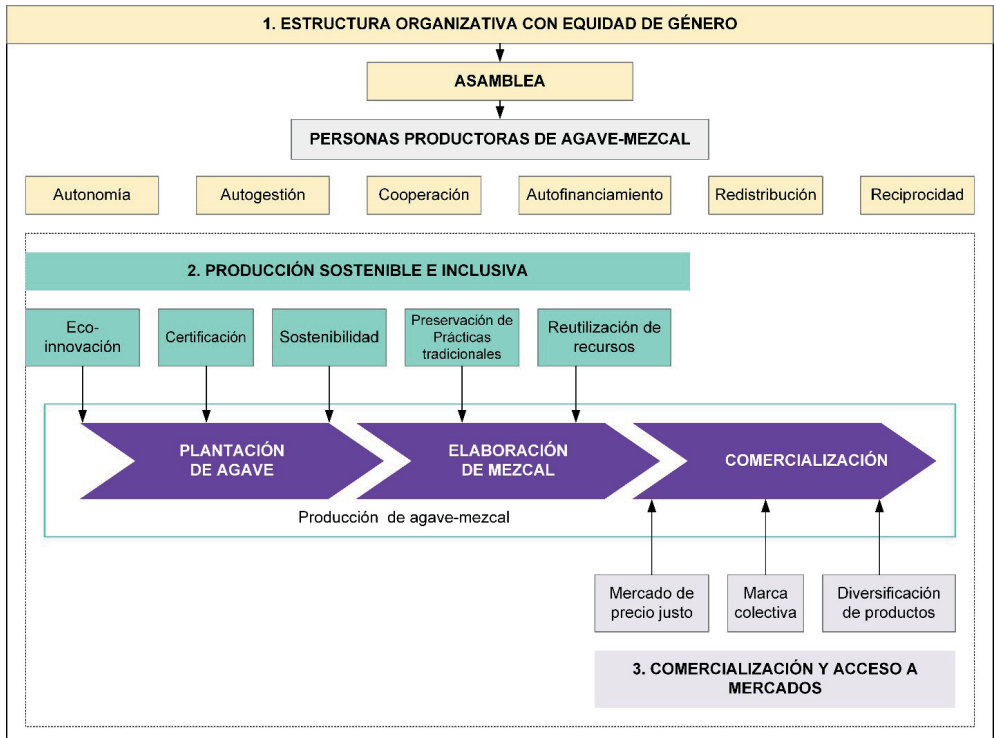 1. ESTRUCTURA ORGANIZATIVA CON EQUIDAD DE GÉNERO
ASAMBLEA
PERSONAS PRODUCTORAS DE AGAVE-MEZCAL
Autonomía
Autogestión
Cooperación
Autofinanciamiento
Redistribución
Reciprocidad
2. PRODUCCIÓN SOSTENIBLE E INCLUSIVA
Eco-
innovación
Certificación
Sostenibilidad
Preservación de
Prácticas
tradicionales
Reutilización de
recursos
PLANTACIÓN
DE AGAVE
ELABORACIÓN
DE MEZCAL
COMERCIALIZACIÓN
Producción de agave-mezcal
Mercado de
precio justo
Marca
colectiva
Diversificación
de productos
3. COMERCIALIZACIÓN Y ACCESO A
MERCADOS